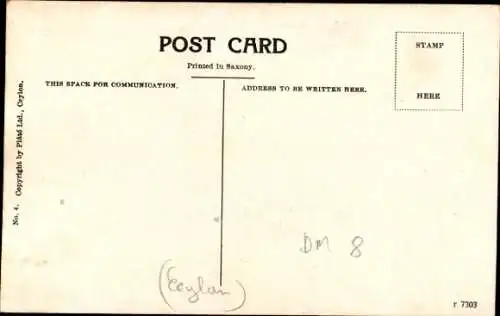 POST CARD
Printed in Saxony.
THIS SPACE FOR COMMUNICATION.
ADDRESS TO BE WRITTEN HERE.
STAMP
HERE
No. 4. Copyright by Plâté Ltd., Ceylon.
DM 8
(Ceylan)
r 7303